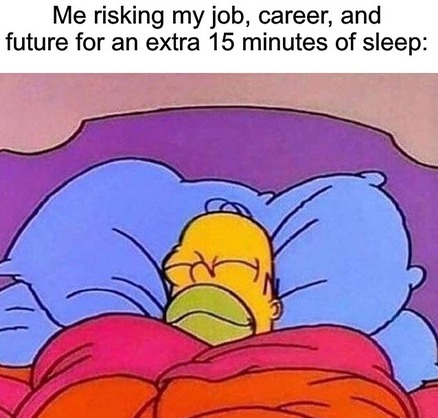 Me risking my job, career, and
future for an extra 15 minutes of sleep: